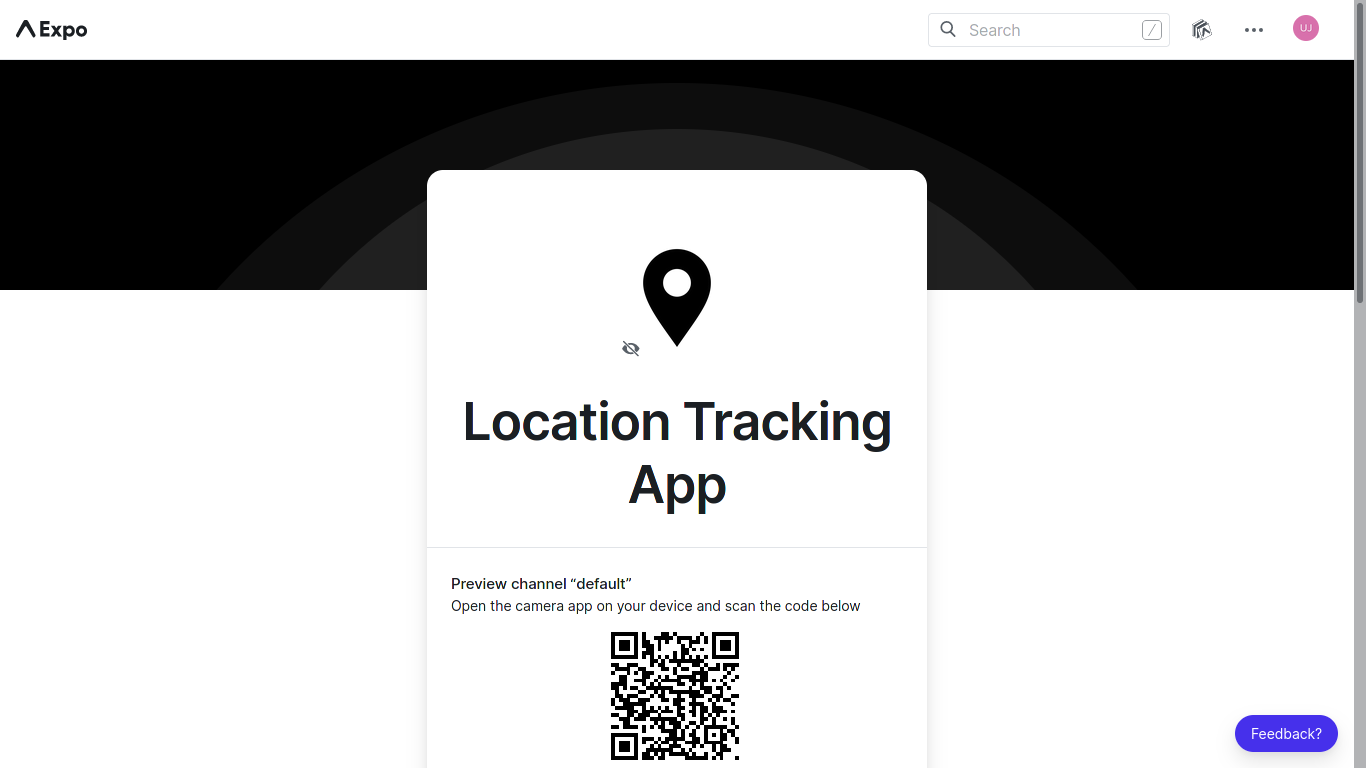 Expo
Search
/
UJ
Location Tracking
App
Preview channel “default”
Open the camera app on your device and scan the code below
Feedback?